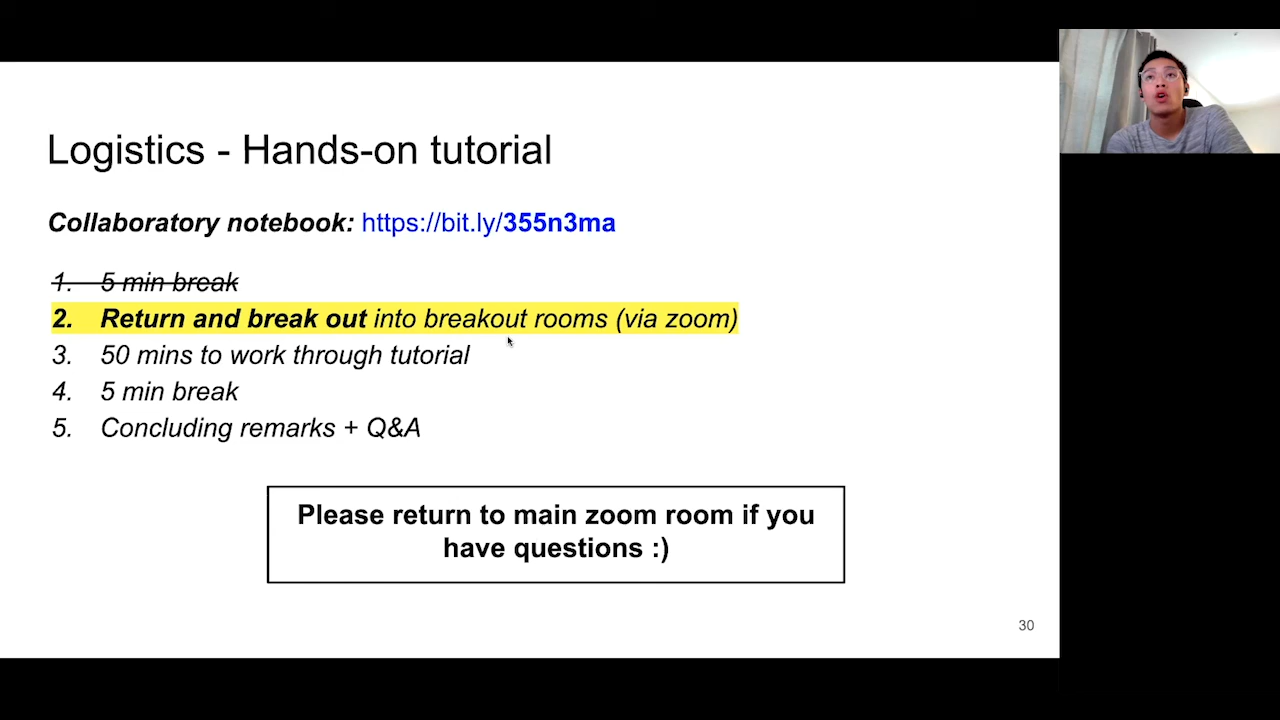 Logistics - Hands-on tutorial
Collaboratory notebook: https://bit.ly/355n3ma
1. 5 min break
2. Return and break out into breakout rooms (via zoom)
3. 50 mins to work through tutorial
4. 5 min break
5. Concluding remarks + Q&A
Please return to main zoom room if you
have questions :)
30